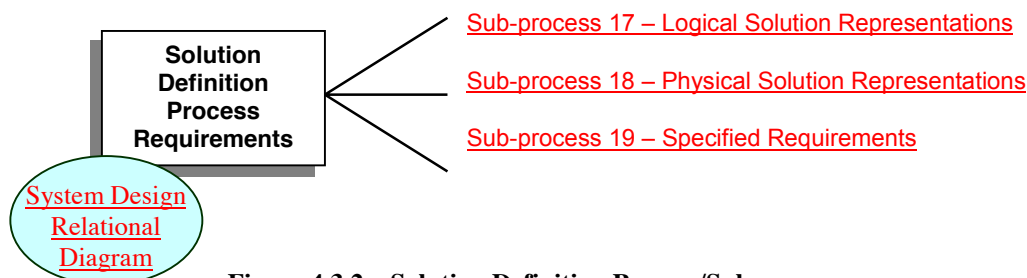 Solution
Definition
Process
Requirements
Sub-process 17 – Logical Solution Representations
Sub-process 18 – Physical Solution Representations
Sub-process 19 – Specified Requirements
System Design
Relational
Diagram